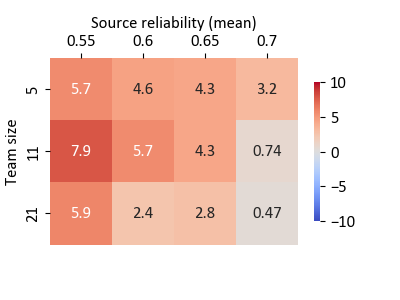 Source reliability (mean)
0.55 0.6 0.65 0.7
Team size
5 5.7 4.6 4.3 3.2
11 7.9 5.7 4.3 0.74
21 5.9 2.4 2.8 0.47
10
5
0
−5
−10